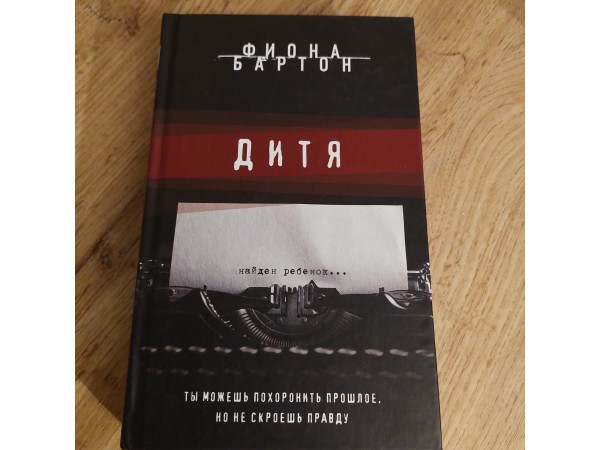 ФИОНА
БАРТОН
ДИТЯ
найден ребенок...
ТЫ МОЖЕШЬ ПОХОРОНИТЬ ПРОШЛОЕ,
НО НЕ СКРОЕШЬ ПРАВДУ